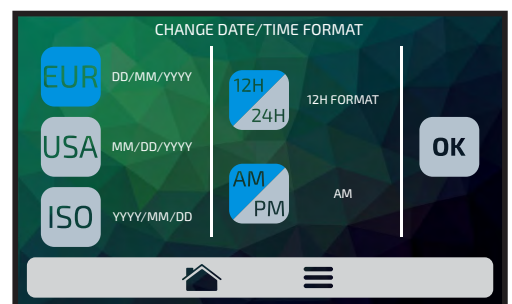 CHANGE DATE/TIME FORMAT
EUR DD/MM/YYYY
USA MM/DD/YYYY
ISO YYYY/MM/DD
12H
24H
12H FORMAT
AM
PM
AM
OK